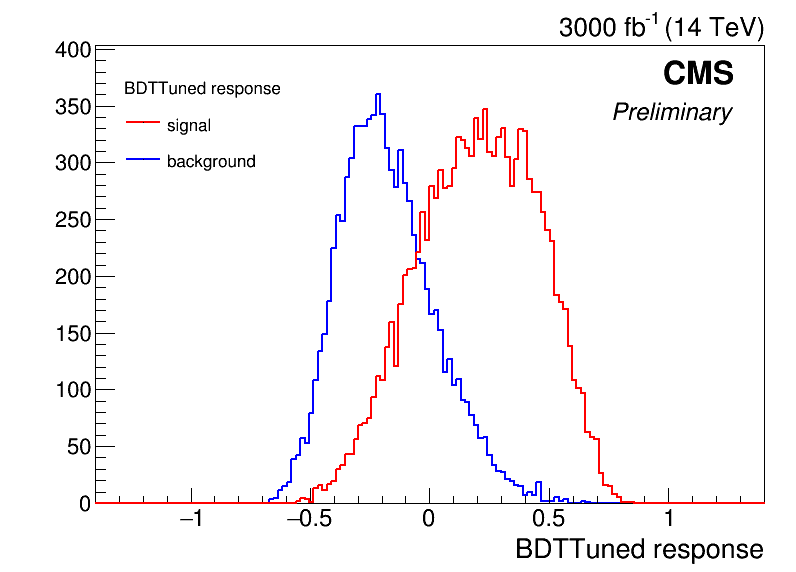 3000 fb-1 (14 TeV)
CMS
Preliminary
BDTTuned response
signal
background
400
350
300
250
200
150
100
50
0
−1
−0.5
0
0.5
1
BDTTuned response